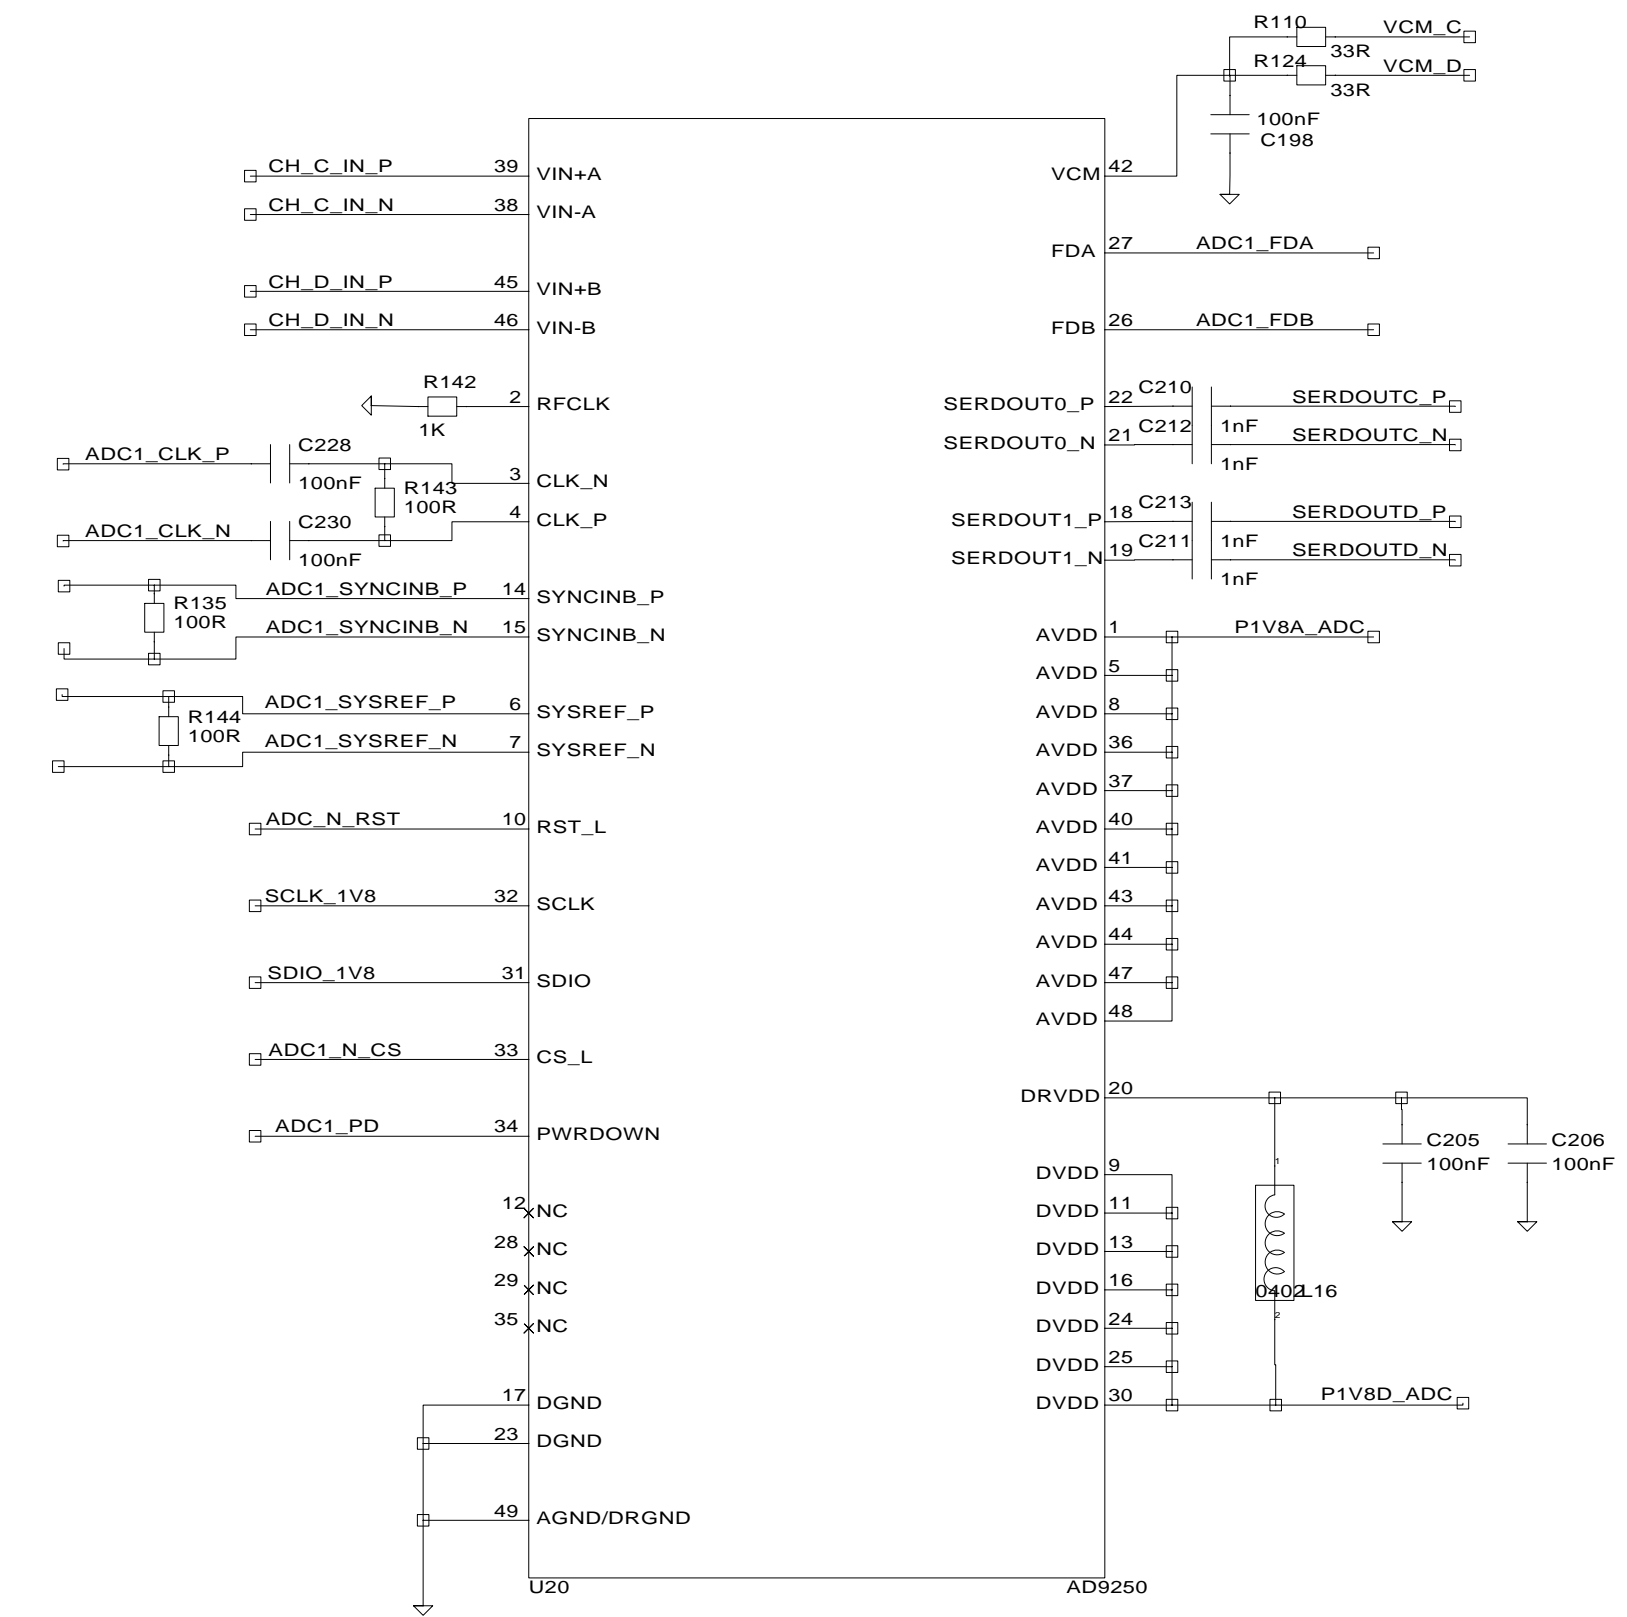 R110 VCM_C
33R
R124 VCM_D
33R
100nF
C198
CH_C_IN_P 39 VIN+A VCM 42
CH_C_IN_N 38 VIN-A
FDA 27 ADC1_FDA
CH_D_IN_P 45 VIN+B
CH_D_IN_N 46 VIN-B FDB 26 ADC1_FDB
R142
1K
2 RFCLK SERDOUT0_P 22 C210 1nF SERDOUTC_P
SERDOUT0_N 21 C212 1nF SERDOUTC_N
ADC1_CLK_P C228
100nF
3 CLK_N
R143
100R
4 CLK_P SERDOUT1_P 18 C213 1nF SERDOUTD_P
ADC1_CLK_N C230
100nF
SERDOUT1_N 19 C211 1nF SERDOUTD_N
ADC1_SYNCINB_P 14 SYNCINB_P
R135
100R
ADC1_SYNCINB_N 15 SYNCINB_N AVDD 1 P1V8A_ADC
AVDD 5
ADC1_SYSREF_P 6 SYSREF_P AVDD 8
R144
100R
ADC1_SYSREF_N 7 SYSREF_N AVDD 36
AVDD 37
ADC_N_RST 10 RST_L AVDD 40
AVDD 41
SCLK_1V8 32 SCLK AVDD 43
AVDD 44
SDIO_1V8 31 SDIO AVDD 47
AVDD 48
ADC1_N_CS 33 CS_L
DRVDD 20
ADC1_PD 34 PWRDOWN
C205
100nF
C206
100nF
1
DVDD 9
12 NC DVDD 11
28 NC DVDD 13
29 NC DVDD 16
0402 L16
2
35 NC DVDD 24
DVDD 25
17 DGND DVDD 30 P1V8D_ADC
23 DGND
49 AGND/DRGND
U20 AD9250